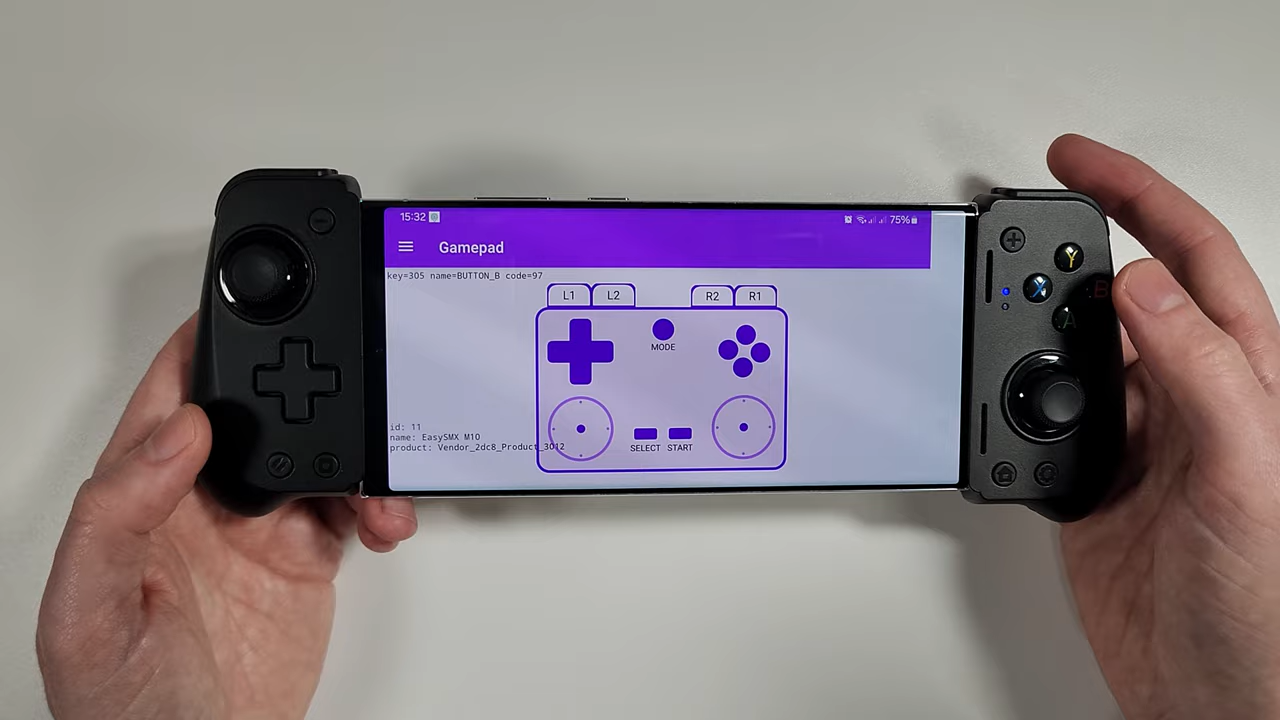 15:32
75%
Gamepad
key=305 name=BUTTON_B code=97
L1 L2 R2 R1
MODE
SELECT START
id: 11
name: EasySMX M10
product: Vendor_2dc8_Product_3012
Y
X
B
A